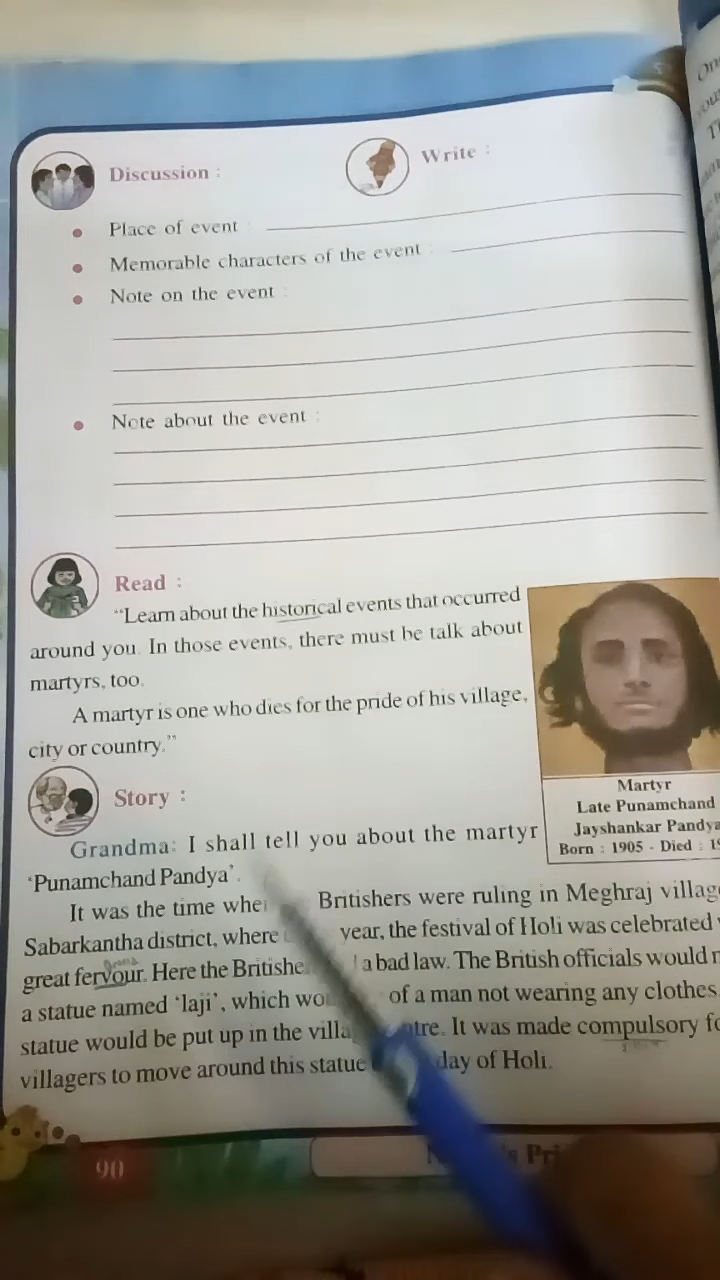 Discussion :
Write :
Place of event :
Memorable characters of the event :
Note on the event :
Note about the event :
Read :
“Learn about the historical events that occurred
around you. In those events, there must be talk about
martyrs, too.
A martyr is one who dies for the pride of his village,
city or country.”
Martyr
Late Punamchand
Jayshankar Pandya
Born : 1905 - Died : 19
Story :
Grandma: I shall tell you about the martyr
‘Punamchand Pandya’.
It was the time whe Britishers were ruling in Meghraj villag
Sabarkantha district, where year, the festival of Holi was celebrated
great fervour. Here the Britishe a bad law. The British officials would
a statue named ‘laji’, which wo of a man not wearing any clothes.
statue would be put up in the villa ntre. It was made compulsory fo
villagers to move around this statue day of Holi.
90
's Pri